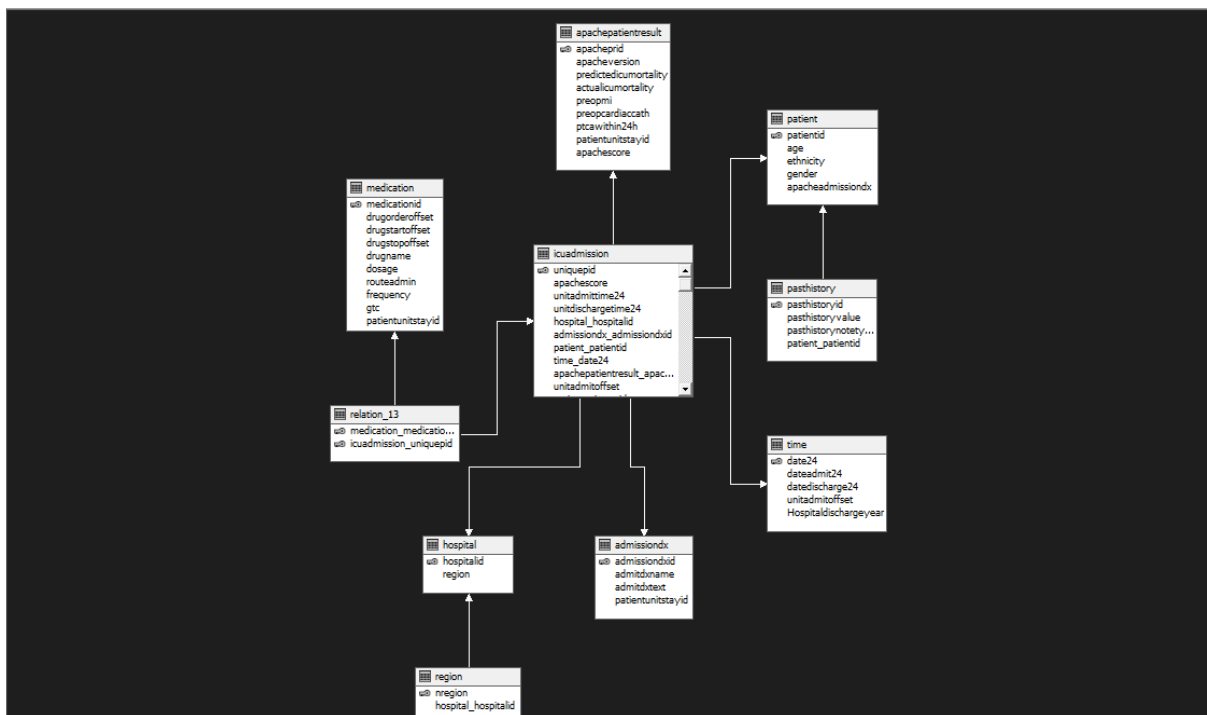 apachepatientresult
apacheprid
apacheversion
predictedicumortality
actualicumortality
preopmi
preopcardiaccath
ptcawithin24h
patientunitstayid
apachescore
patient
patientid
age
ethnicity
gender
apacheadmissiondx
medication
medicationid
drugorderoffset
drugstartoffset
drugstopoffset
drugname
dosage
routeadmin
frequency
gtc
patientunitstayid
icuadmission
uniquepid
apachescore
unitadmittime24
unitdischargetime24
hospital_hospitalid
admissiondx_admissiondxid
patient_patientid
time_date24
apachepatientresult_apac...
unitadmitoffset
pasthistory
pasthistoryid
pasthistoryvalue
pasthistorynotety...
patient_patientid
relation_13
medication_medicatio...
icuadmission_uniquepid
time
date24
dateadmit24
datedischarge24
unitadmitoffset
Hospitaldischargeyear
hospital
hospitalid
region
admissiondx
admissiondxid
admitdxname
admitdxtext
patientunitstayid
region
nregion
hospital_hospitalid